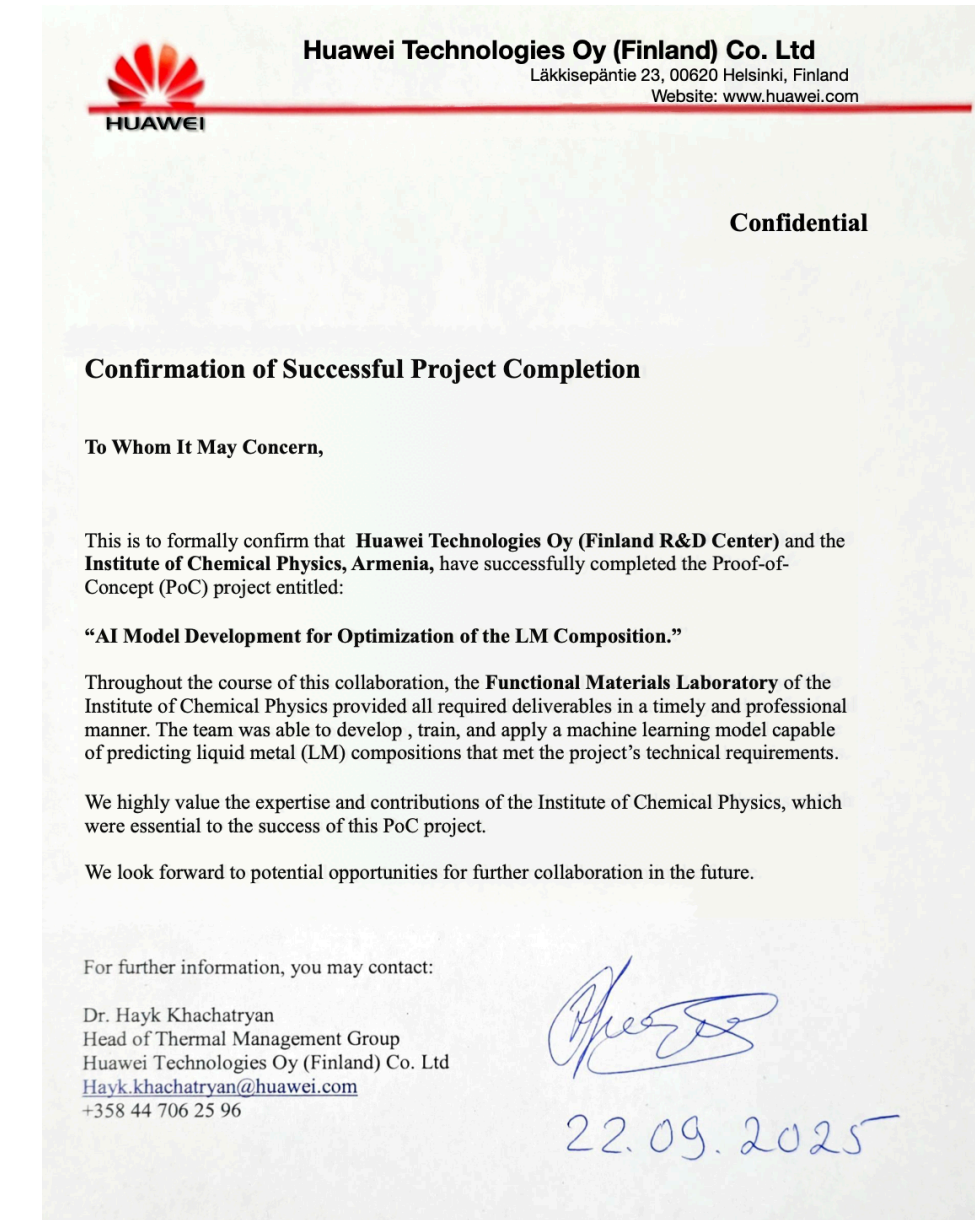 Huawei Technologies Oy (Finland) Co. Ltd
Läkkisepäntie 23, 00620 Helsinki, Finland
Website: www.huawei.com
HUAWEI
Confidential
Confirmation of Successful Project Completion
To Whom It May Concern,
This is to formally confirm that Huawei Technologies Oy (Finland R&D Center) and the
Institute of Chemical Physics, Armenia, have successfully completed the Proof-of-
Concept (PoC) project entitled:
“AI Model Development for Optimization of the LM Composition.”
Throughout the course of this collaboration, the Functional Materials Laboratory of the
Institute of Chemical Physics provided all required deliverables in a timely and professional
manner. The team was able to develop , train, and apply a machine learning model capable
of predicting liquid metal (LM) compositions that met the project’s technical requirements.
We highly value the expertise and contributions of the Institute of Chemical Physics, which
were essential to the success of this PoC project.
We look forward to potential opportunities for further collaboration in the future.
For further information, you may contact:
Dr. Hayk Khachatryan
Head of Thermal Management Group
Huawei Technologies Oy (Finland) Co. Ltd
Hayk.khachatryan@huawei.com
+358 44 706 25 96
22.09.2025